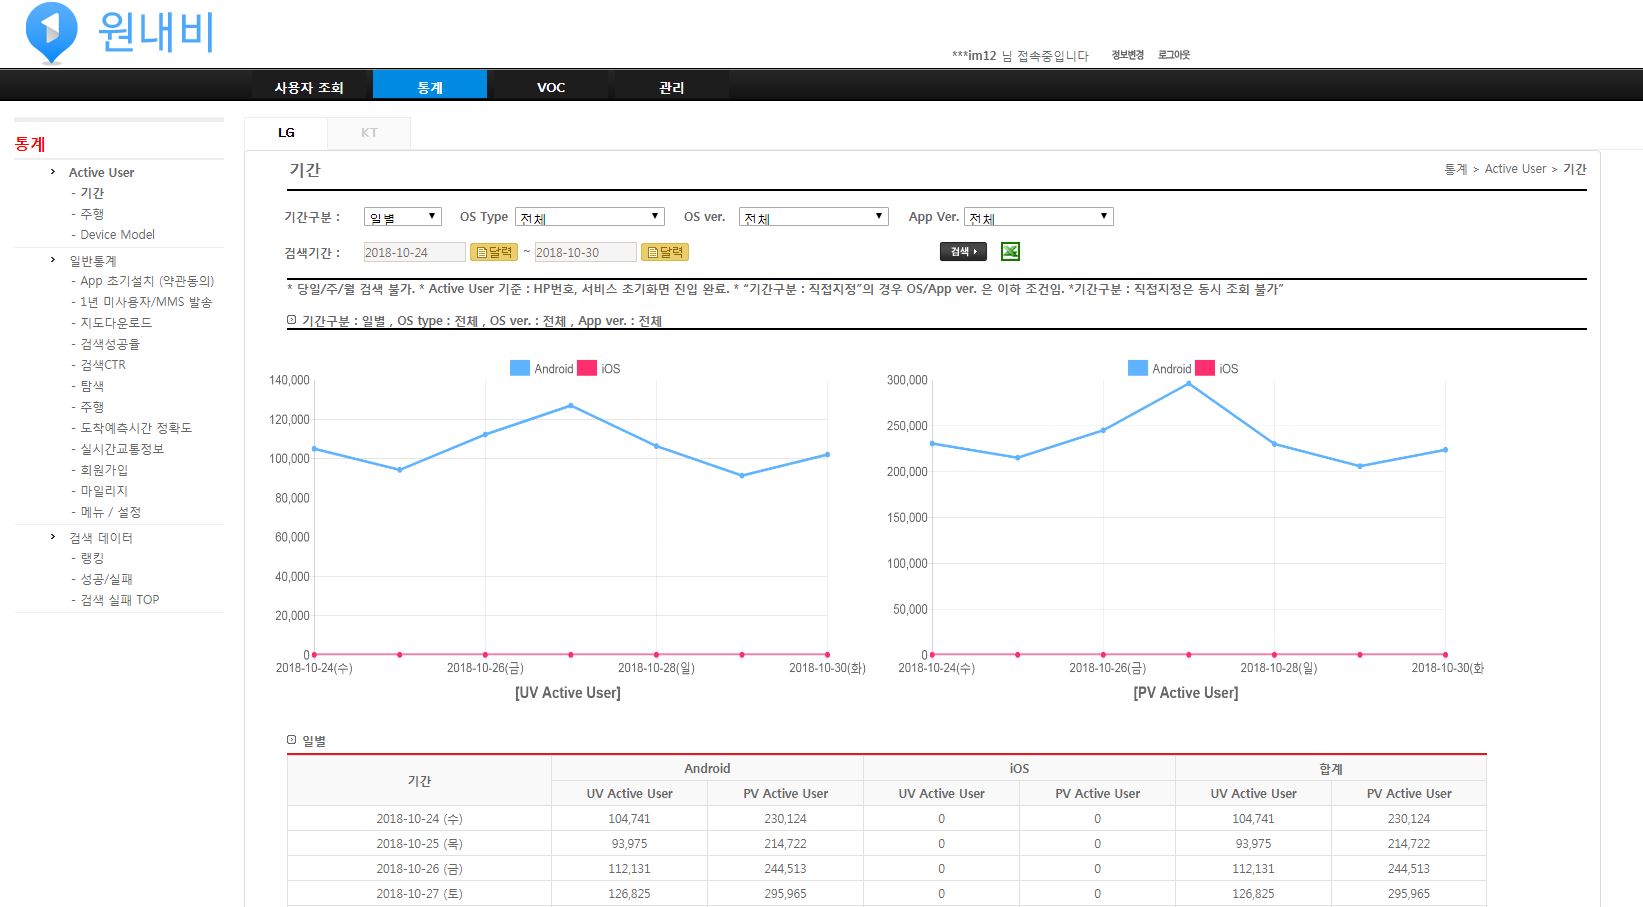 원내비
***im12 님 접속중입니다 정보변경 로그아웃
사용자 조회 통계 VOC 관리
통계
Active User
- 기간
- 주행
- Device Model
일반통계
- App 초기설치 (약관동의)
- 1년 미사용자/MMS 발송
- 지도다운로드
- 검색성공율
- 검색CTR
- 탐색
- 주행
- 도착예측시간 정확도
- 실시간교통정보
- 회원가입
- 마일리지
- 메뉴 / 설정
검색 데이터
- 랭킹
- 성공/실패
- 검색 실패 TOP
LG KT
기간
통계 > Active User > 기간
기간구분 : 일별 OS Type 전체 OS ver. 전체 App Ver. 전체
검색기간 : 2018-10-24 달력 ~ 2018-10-30 달력 검색
* 당일/주/월 검색 불가. * Active User 기준 : HP번호, 서비스 초기화면 진입 완료. * “기간구분 : 직접지정”의 경우 OS/App ver. 은 이하 조건임. *기간구분 : 직접지정은 동시 조회 불가”
기간구분 : 일별 , OS type : 전체 , OS ver. : 전체 , App ver. : 전체
Android iOS
140,000
120,000
100,000
80,000
60,000
40,000
20,000
0
2018-10-24(수) 2018-10-26(금) 2018-10-28(일) 2018-10-30(화)
[UV Active User]
Android iOS
300,000
250,000
200,000
150,000
100,000
50,000
0
2018-10-24(수) 2018-10-26(금) 2018-10-28(일) 2018-10-30(화
[PV Active User]
일별
기간 Android iOS 합계
UV Active User PV Active User UV Active User PV Active User UV Active User PV Active User
2018-10-24 (수) 104,741 230,124 0 0 104,741 230,124
2018-10-25 (목) 93,975 214,722 0 0 93,975 214,722
2018-10-26 (금) 112,131 244,513 0 0 112,131 244,513
2018-10-27 (토) 126,825 295,965 0 0 126,825 295,965